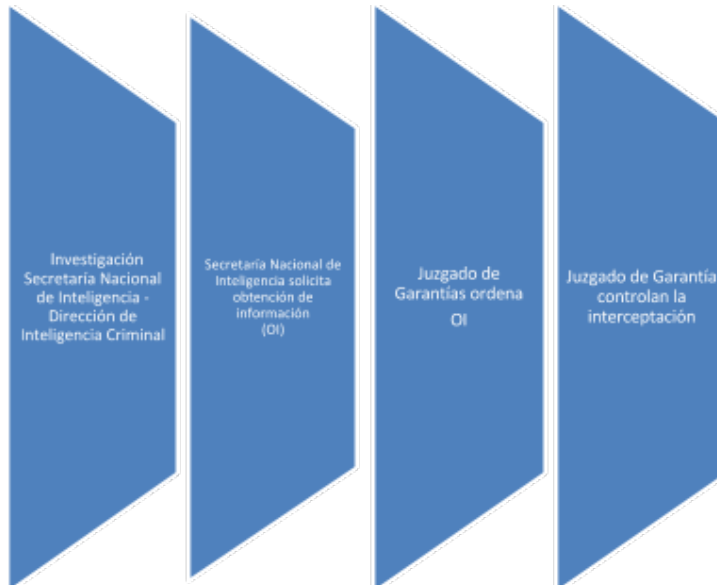 Investigación
Secretaría Nacional
de Inteligencia -
Dirección de
Inteligencia Criminal
Secretaría Nacional de
Inteligencia solicita
obtención de
información
(OI)
Juzgado de
Garantías ordena
OI
Juzgado de Garantía
controlan la
interceptación